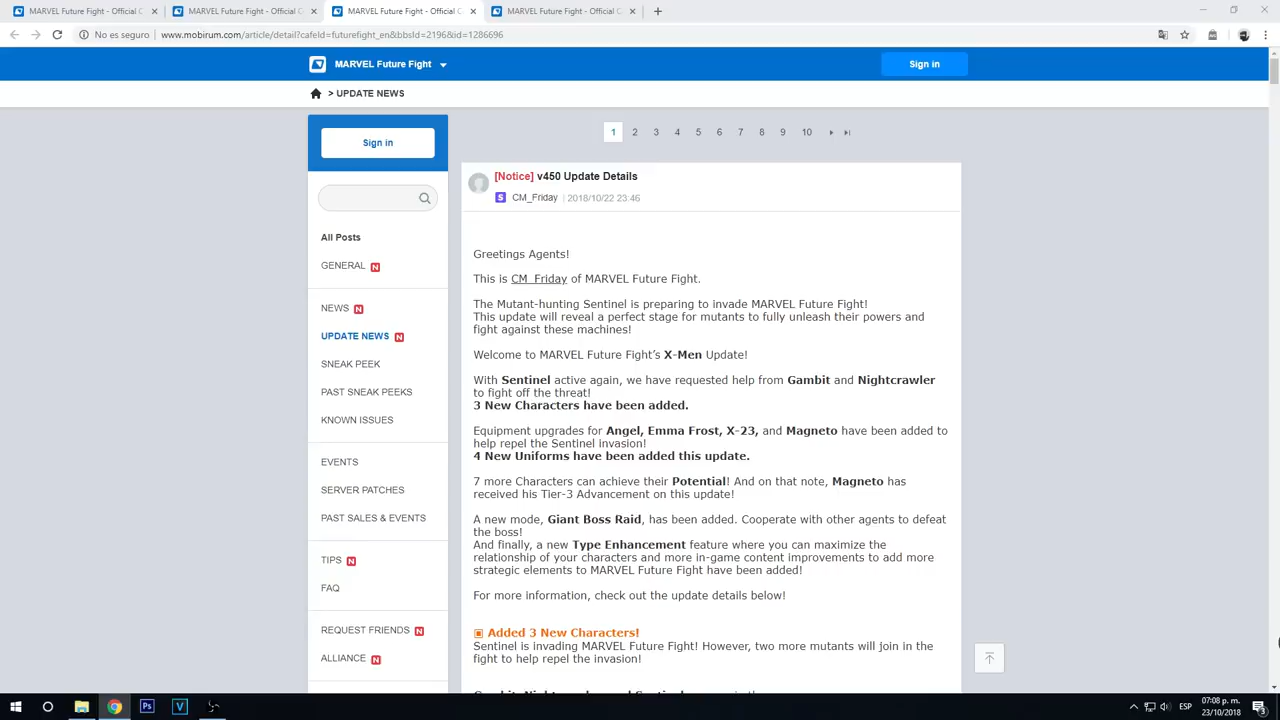 MARVEL Future Fight - Official C
MARVEL Future Fight - Official C
MARVEL Future Fight - Official C
MARVEL Future Fight - Official C
No es seguro | www.mobirum.com/article/detail?cafeId=futurefight_en&bbsId=2196&id=1286696
MARVEL Future Fight
Sign in
> UPDATE NEWS
Sign in
All Posts
GENERAL N
NEWS N
UPDATE NEWS N
SNEAK PEEK
PAST SNEAK PEEKS
KNOWN ISSUES
EVENTS
SERVER PATCHES
PAST SALES & EVENTS
TIPS N
FAQ
REQUEST FRIENDS N
ALLIANCE N
1 2 3 4 5 6 7 8 9 10
[Notice] v450 Update Details
S CM_Friday | 2018/10/22 23:46
Greetings Agents!
This is CM_Friday of MARVEL Future Fight.
The Mutant-hunting Sentinel is preparing to invade MARVEL Future Fight!
This update will reveal a perfect stage for mutants to fully unleash their powers and
fight against these machines!
Welcome to MARVEL Future Fight's X-Men Update!
With Sentinel active again, we have requested help from Gambit and Nightcrawler
to fight off the threat!
3 New Characters have been added.
Equipment upgrades for Angel, Emma Frost, X-23, and Magneto have been added to
help repel the Sentinel invasion!
4 New Uniforms have been added this update.
7 more Characters can achieve their Potential! And on that note, Magneto has
received his Tier-3 Advancement on this update!
A new mode, Giant Boss Raid, has been added. Cooperate with other agents to defeat
the boss!
And finally, a new Type Enhancement feature where you can maximize the
relationship of your characters and more in-game content improvements to add more
strategic elements to MARVEL Future Fight have been added!
For more information, check out the update details below!
▣ Added 3 New Characters!
Sentinel is invading MARVEL Future Fight! However, two more mutants will join in the
fight to help repel the invasion!
Ps
V
ESP
07:08 p. m.
23/10/2018
3